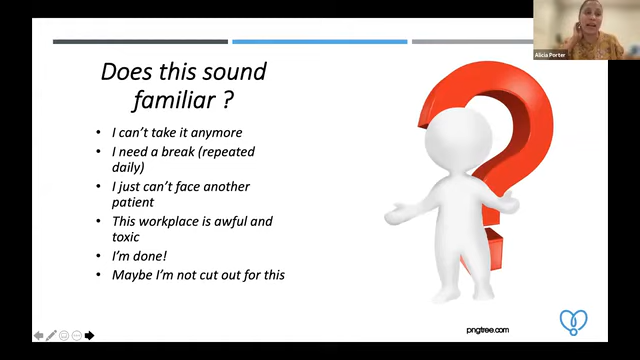 Alicia Porter
Does this sound
familiar ?
• I can't take it anymore
• I need a break (repeated
daily)
• I just can't face another
patient
• This workplace is awful and
toxic
• I'm done!
• Maybe I'm not cut out for this
pngtree.com